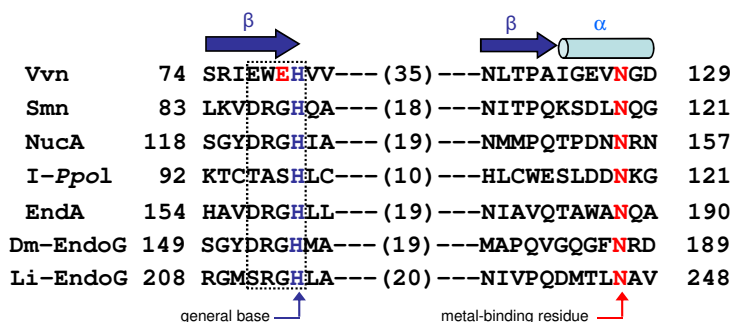 β β α
Vvn 74 SRIEWEHVV---(35)---NLTPAIGEVNGD 129
Smn 83 LKVDRGHQA---(18)---NITPQKSDLNQG 121
NucA 118 SGYDRGHIA---(19)---NMMPQTPDNNRN 157
I-PpoI 92 KTCTASHLC---(10)---HLCWESLDDNKG 121
EndA 154 HAVDRGHLL---(19)---NIAVQTAWANQA 190
Dm-EndoG 149 SGYDRGHMA---(19)---MAPQVGQGFNRD 189
Li-EndoG 208 RGMSRGHLA---(20)---NIVPQDMTLNAV 248
general base metal-binding residue